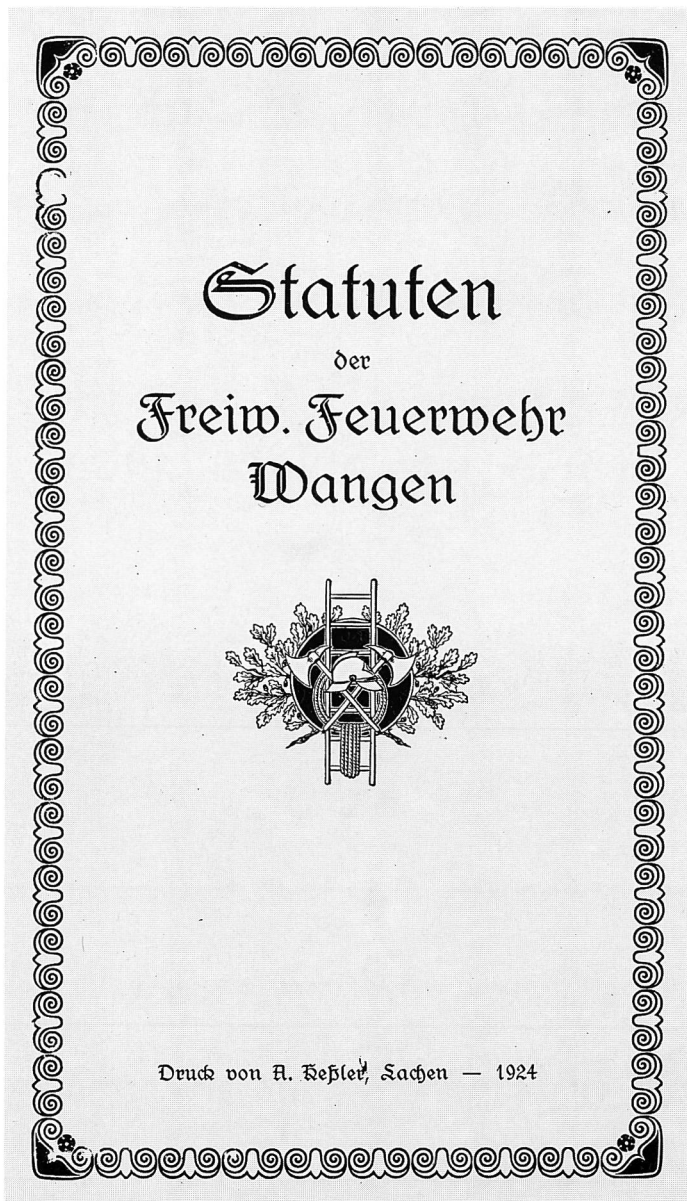 Statuten
der
Freiw. Feuerwehr
Wangen
Druck von A. Keßler, Lachen — 1924